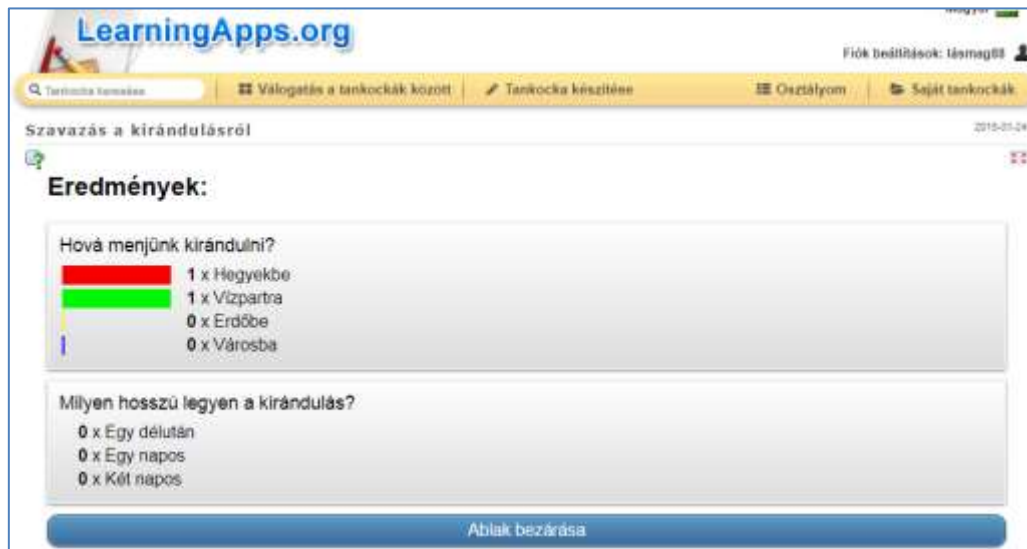 LearningApps.org
Fiók beállítások: lásmag88
Tankocka keresése
Válogatás a tankockák között
Tankocka készítése
Osztályom
Saját tankockák
Szavazás a kirándulásról
Eredmények:
Hová menjünk kirándulni?
1 x Hegyekbe
1 x Vízpartra
0 x Erdőbe
0 x Városba
Milyen hosszú legyen a kirándulás?
0 x Egy délután
0 x Egy napos
0 x Két napos
Ablak bezárása